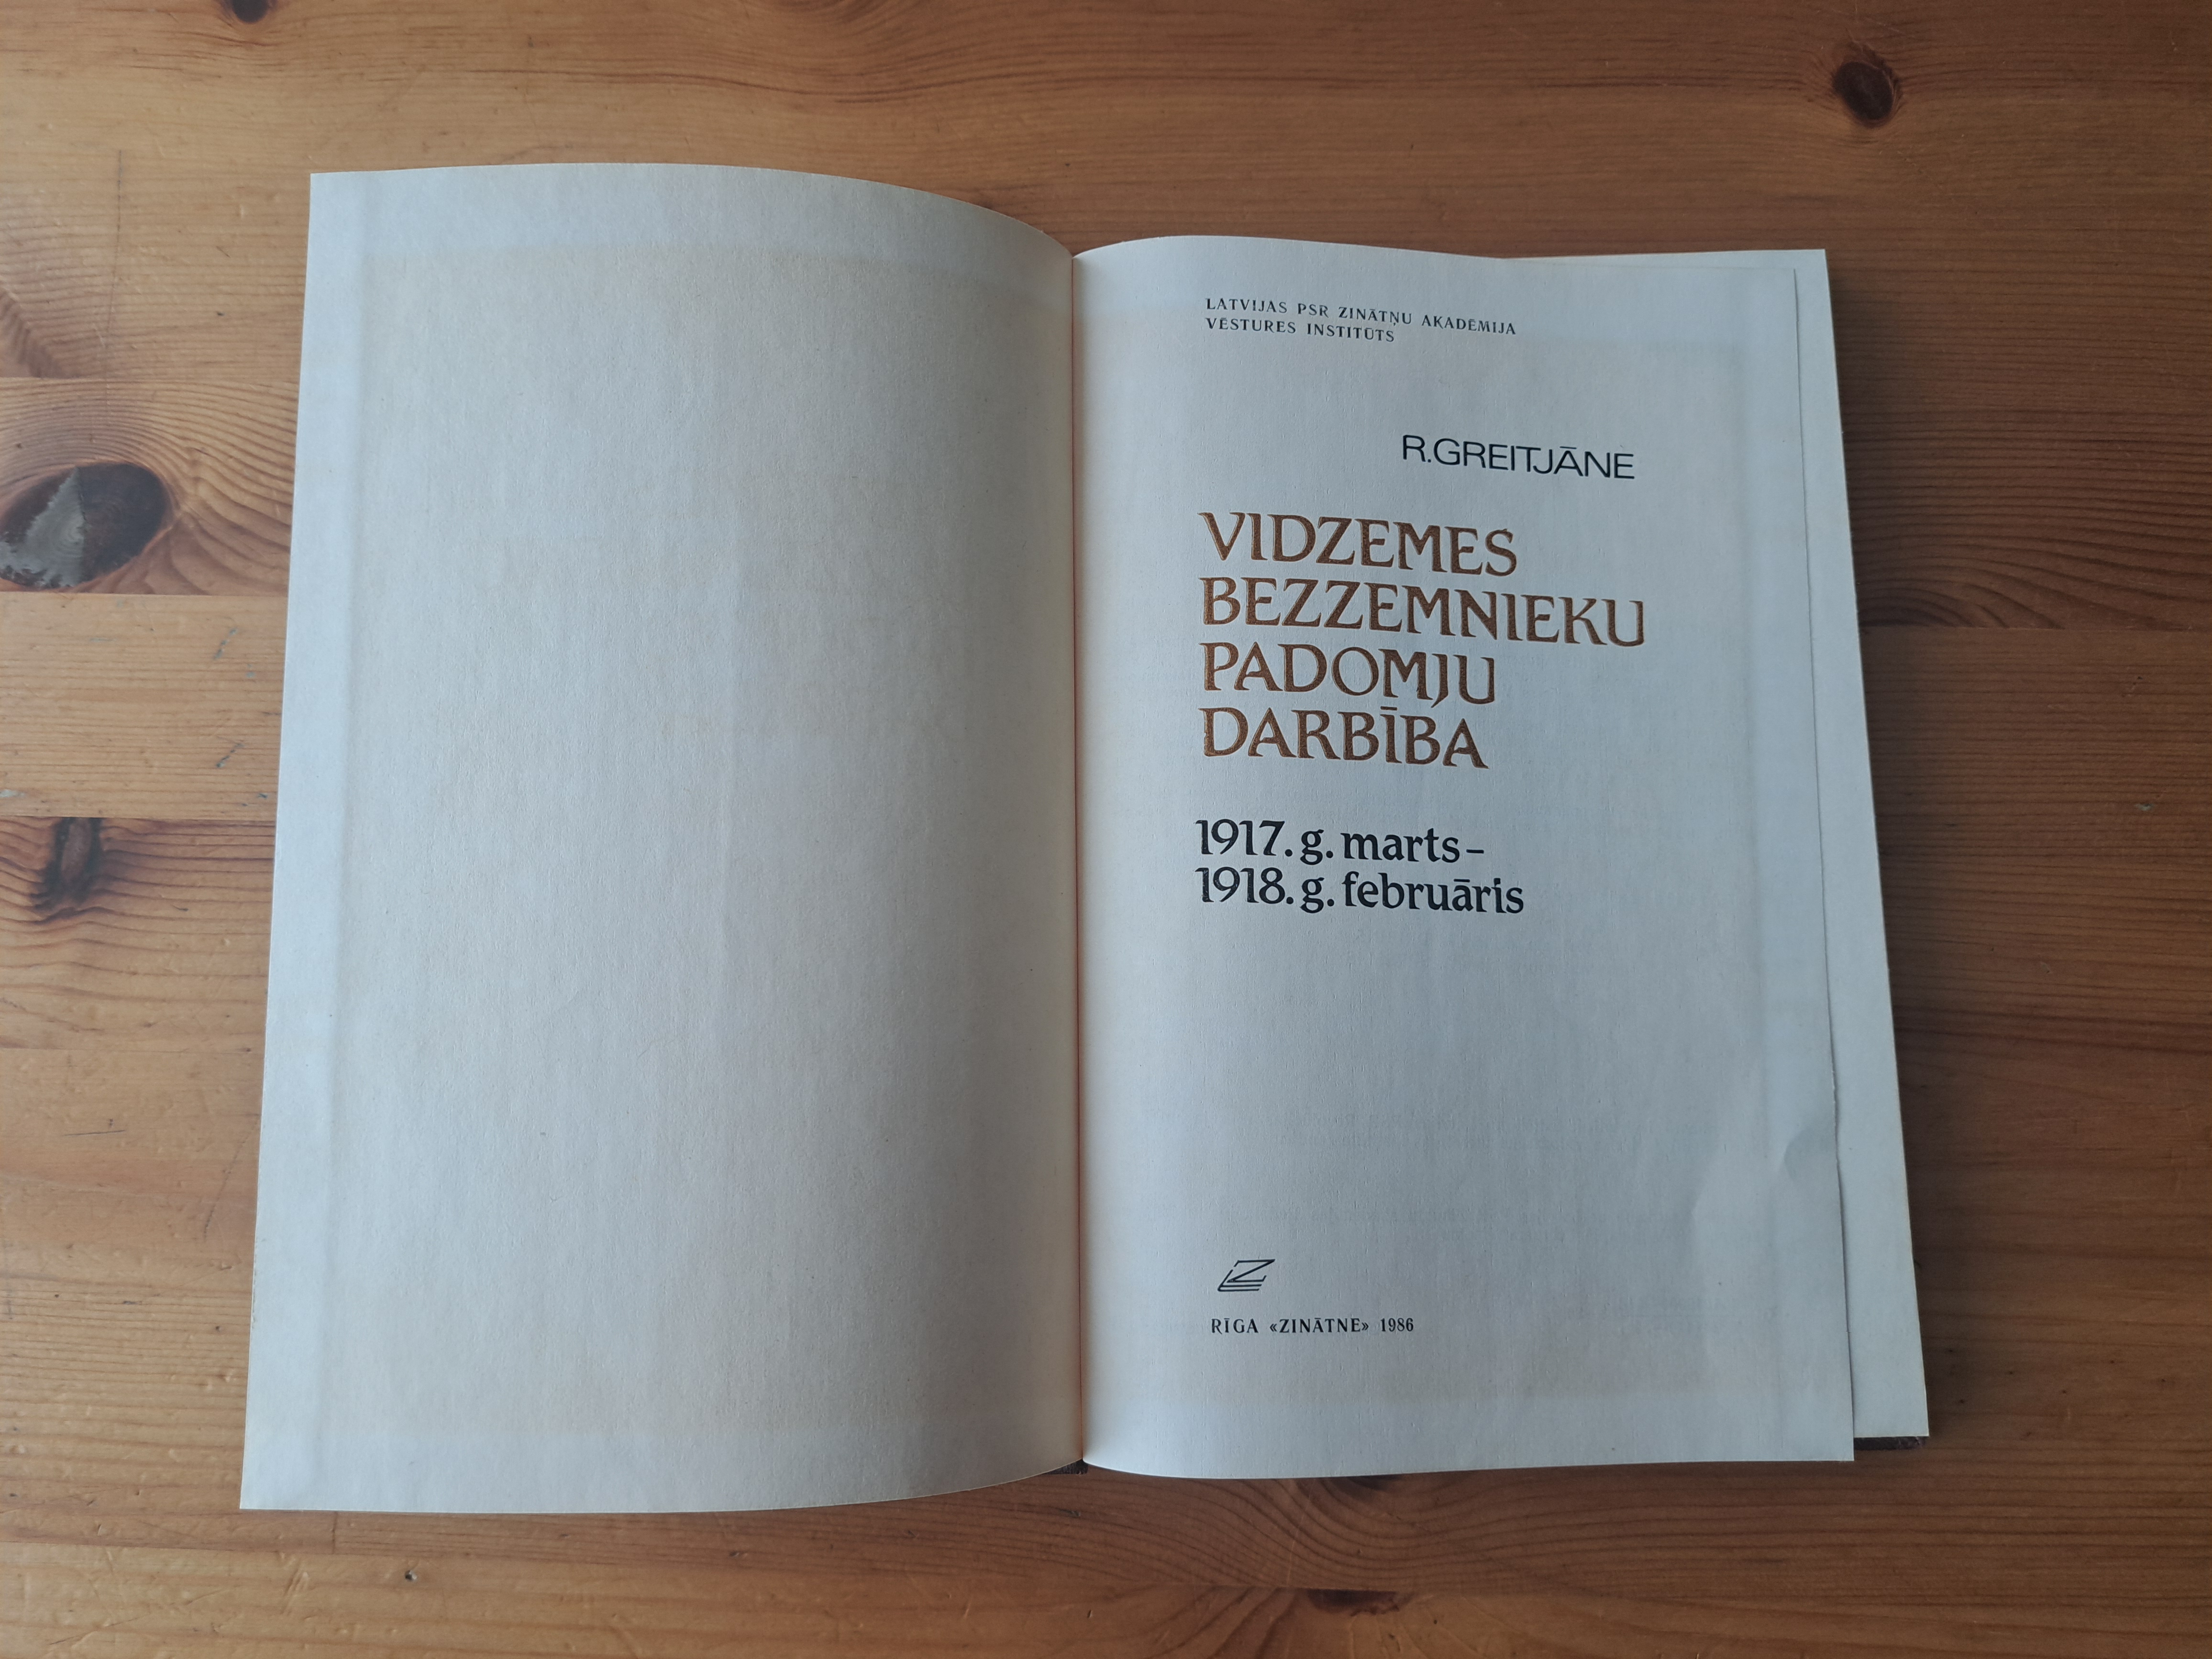 LATVIJAS PSR ZINĀTŅU AKADĒMIJA
VĒSTURES INSTITŪTS
R.GREITJĀNE
VIDZEMES
BEZZEMNIEKU
PADOMJU
DARBĪBA
1917. g. marts–
1918. g. februāris
Z
RĪGA «ZINĀTNE» 1986